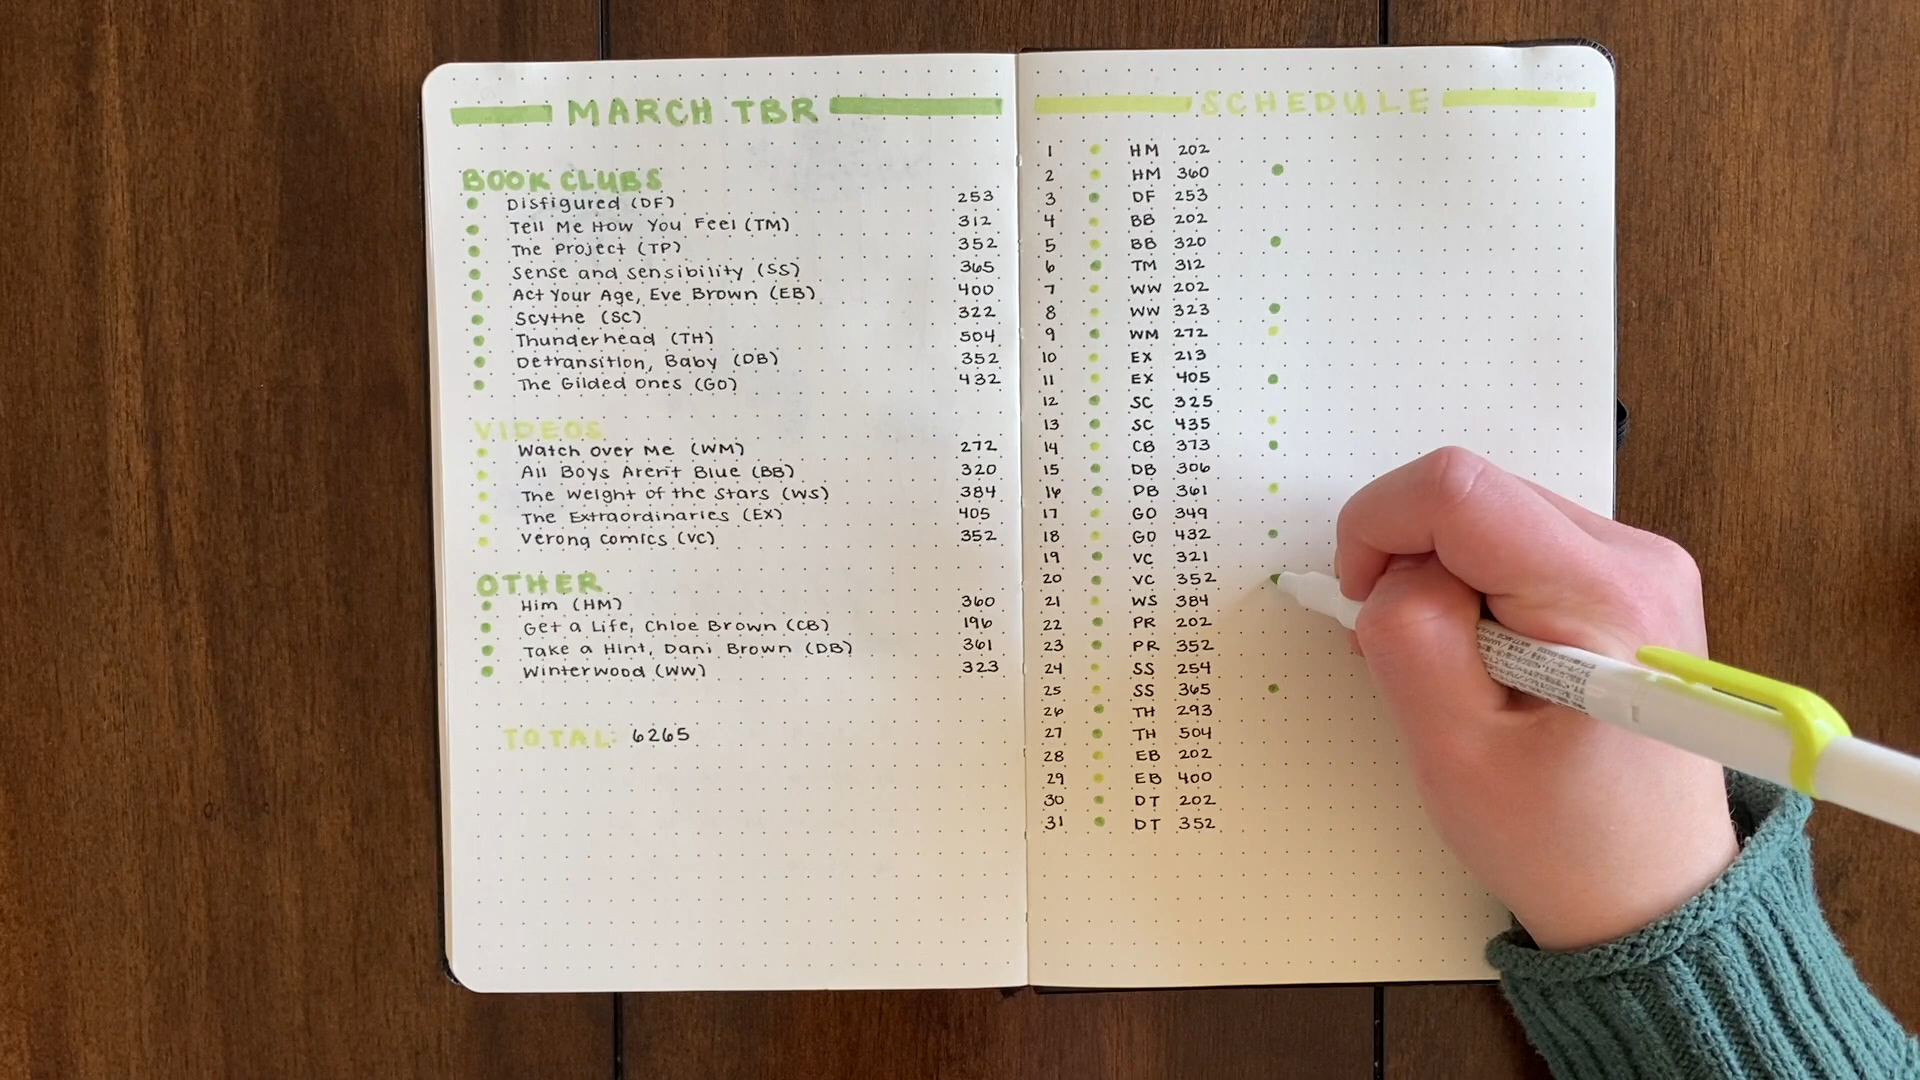 MARCH TBR
BOOK CLUBS
Disfigured (DF) 253
Tell Me How You Feel (TM) 312
The Project (TP) 352
Sense and Sensibility (SS) 365
Act Your Age, Eve Brown (EB) 400
Scythe (SC) 322
Thunderhead (TH) 504
Detransition, Baby (DB) 352
The Gilded Ones (GO) 432
VIDEOS
Watch Over Me (WM) 272
All Boys Aren't Blue (BB) 320
The Weight of the Stars (WS) 384
The Extraordinaries (EX) 405
Verona Comics (VC) 352
OTHER
Him (HM) 360
Get a Life, Chloe Brown (CB) 196
Take a Hint, Dani Brown (DB) 361
Winterwood (WW) 323
TOTAL: 6265
SCHEDULE
1 HM 202
2 HM 360
3 DF 253
4 BB 202
5 BB 320
6 TM 312
7 WW 202
8 WW 323
9 WM 272
10 EX 213
11 EX 405
12 SC 325
13 SC 435
14 CB 373
15 DB 306
16 DB 361
17 GO 349
18 GO 432
19 VC 321
20 VC 352
21 WS 384
22 PR 202
23 PR 352
24 SS 254
25 SS 365
26 TH 293
27 TH 504
28 EB 202
29 EB 400
30 DT 202
31 DT 352